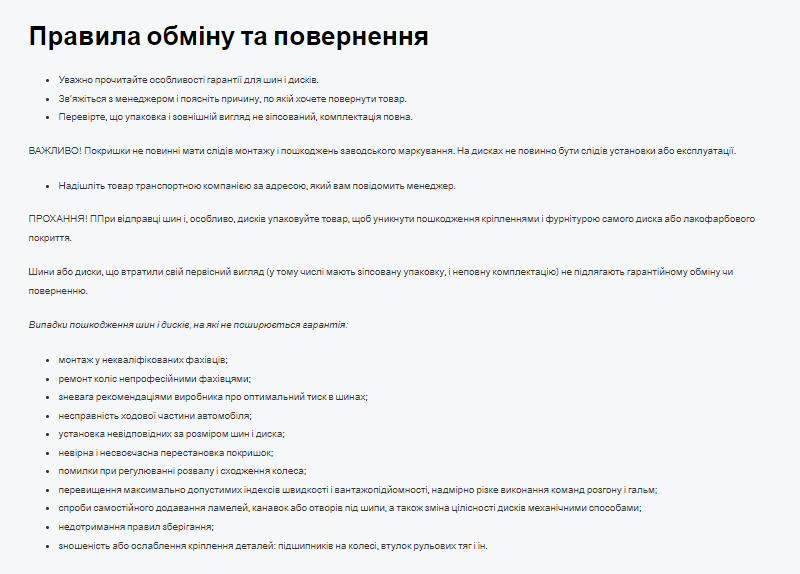 Правила обміну та повернення
Уважно прочитайте особливості гарантії для шин і дисків.
Зв'яжіться з менеджером і поясніть причину, по якій хочете повернути товар.
Перевірте, що упаковка і зовнішній вигляд не зіпсований, комплектація повна.
ВАЖЛИВО! Покришки не повинні мати слідів монтажу і пошкоджень заводського маркування. На дисках не повинно бути слідів установки або експлуатації.
Надішліть товар транспортною компанією за адресою, який вам повідомить менеджер.
ПРОХАННЯ! ППри відправці шин і, особливо, дисків упаковуйте товар, щоб уникнути пошкодження кріпленнями і фурнітурою самого диска або лакофарбового
покриття.
Шини або диски, що втратили свій первісний вигляд (у тому числі мають зіпсовану упаковку, і неповну комплектацію) не підлягають гарантійному обміну чи
поверненню.
Випадки пошкодження шин і дисків, на які не поширюється гарантія:
монтаж у некваліфікованих фахівців;
ремонт коліс непрофесійними фахівцями;
зневага рекомендаціями виробника про оптимальний тиск в шинах;
несправність ходової частини автомобіля;
установка невідповідних за розміром шин і диска;
невірна і несвоєчасна перестановка покришок;
помилки при регулюванні розвалу і сходження колеса;
перевищення максимально допустимих індексів швидкості і вантажопідйомності, надмірно різке виконання команд розгону і гальм;
спроби самостійного додавання ламелей, канавок або отворів під шипи, а також зміна цілісності дисків механічними способами;
недотримання правил зберігання;
зношеність або ослаблення кріплення деталей: підшипників на колесі, втулок рульових тяг і ін.